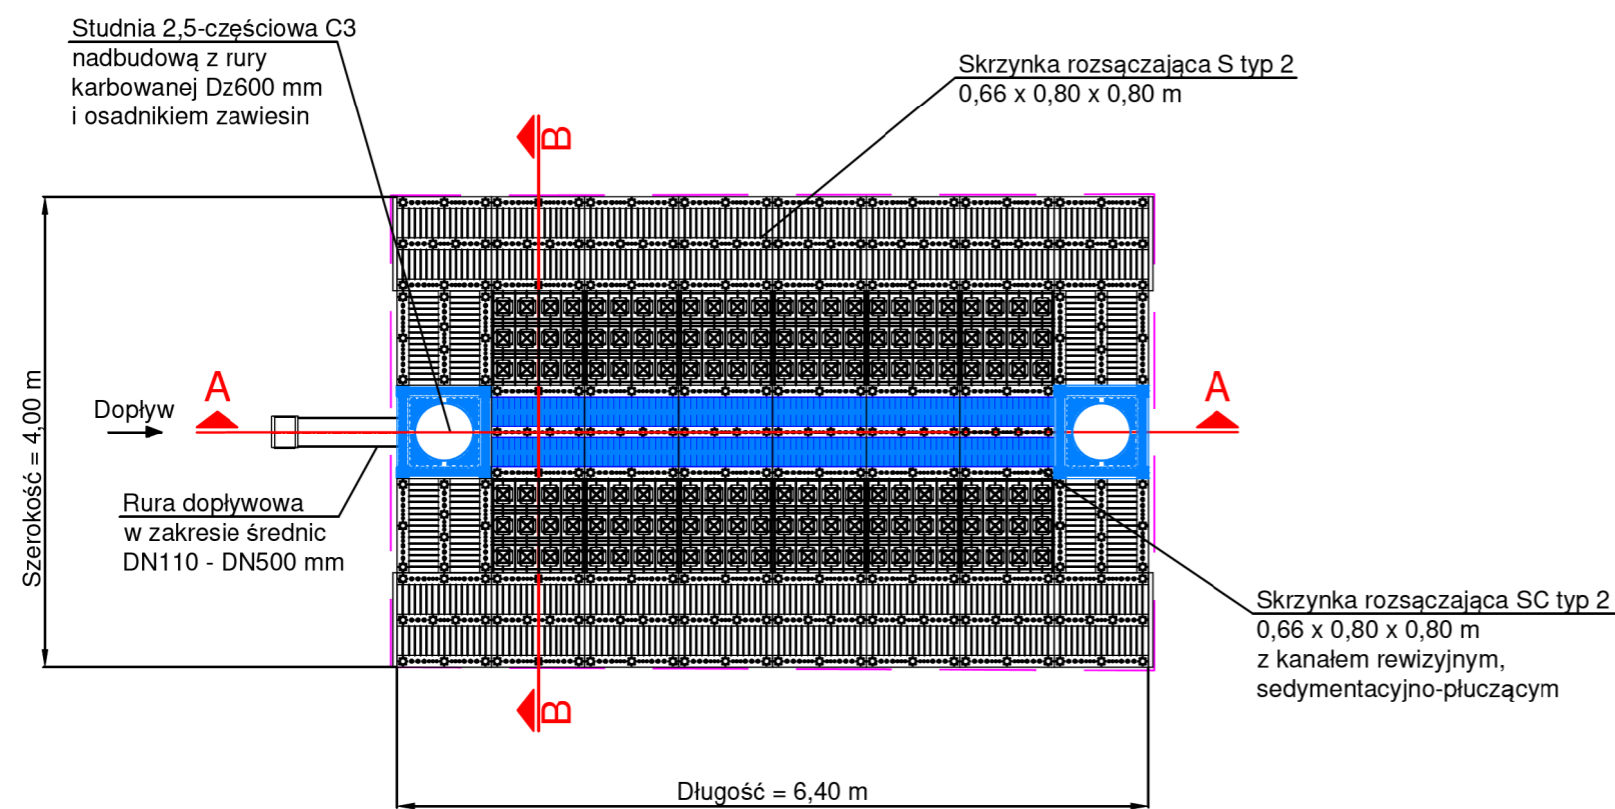 Studnia 2,5-częściowa C3
nadbudową z rury
karbowanej Dz600 mm
i osadnikiem zawiesin
Skrzynka rozsączająca S typ 2
0,66 x 0,80 x 0,80 m
B
A
A
Dopływ
Szerokość = 4,00 m
Rura dopływowa
w zakresie średnic
DN110 - DN500 mm
Skrzynka rozsączająca SC typ 2
0,66 x 0,80 x 0,80 m
z kanałem rewizyjnym,
sedymentacyjno-płuczącym
B
Długość = 6,40 m